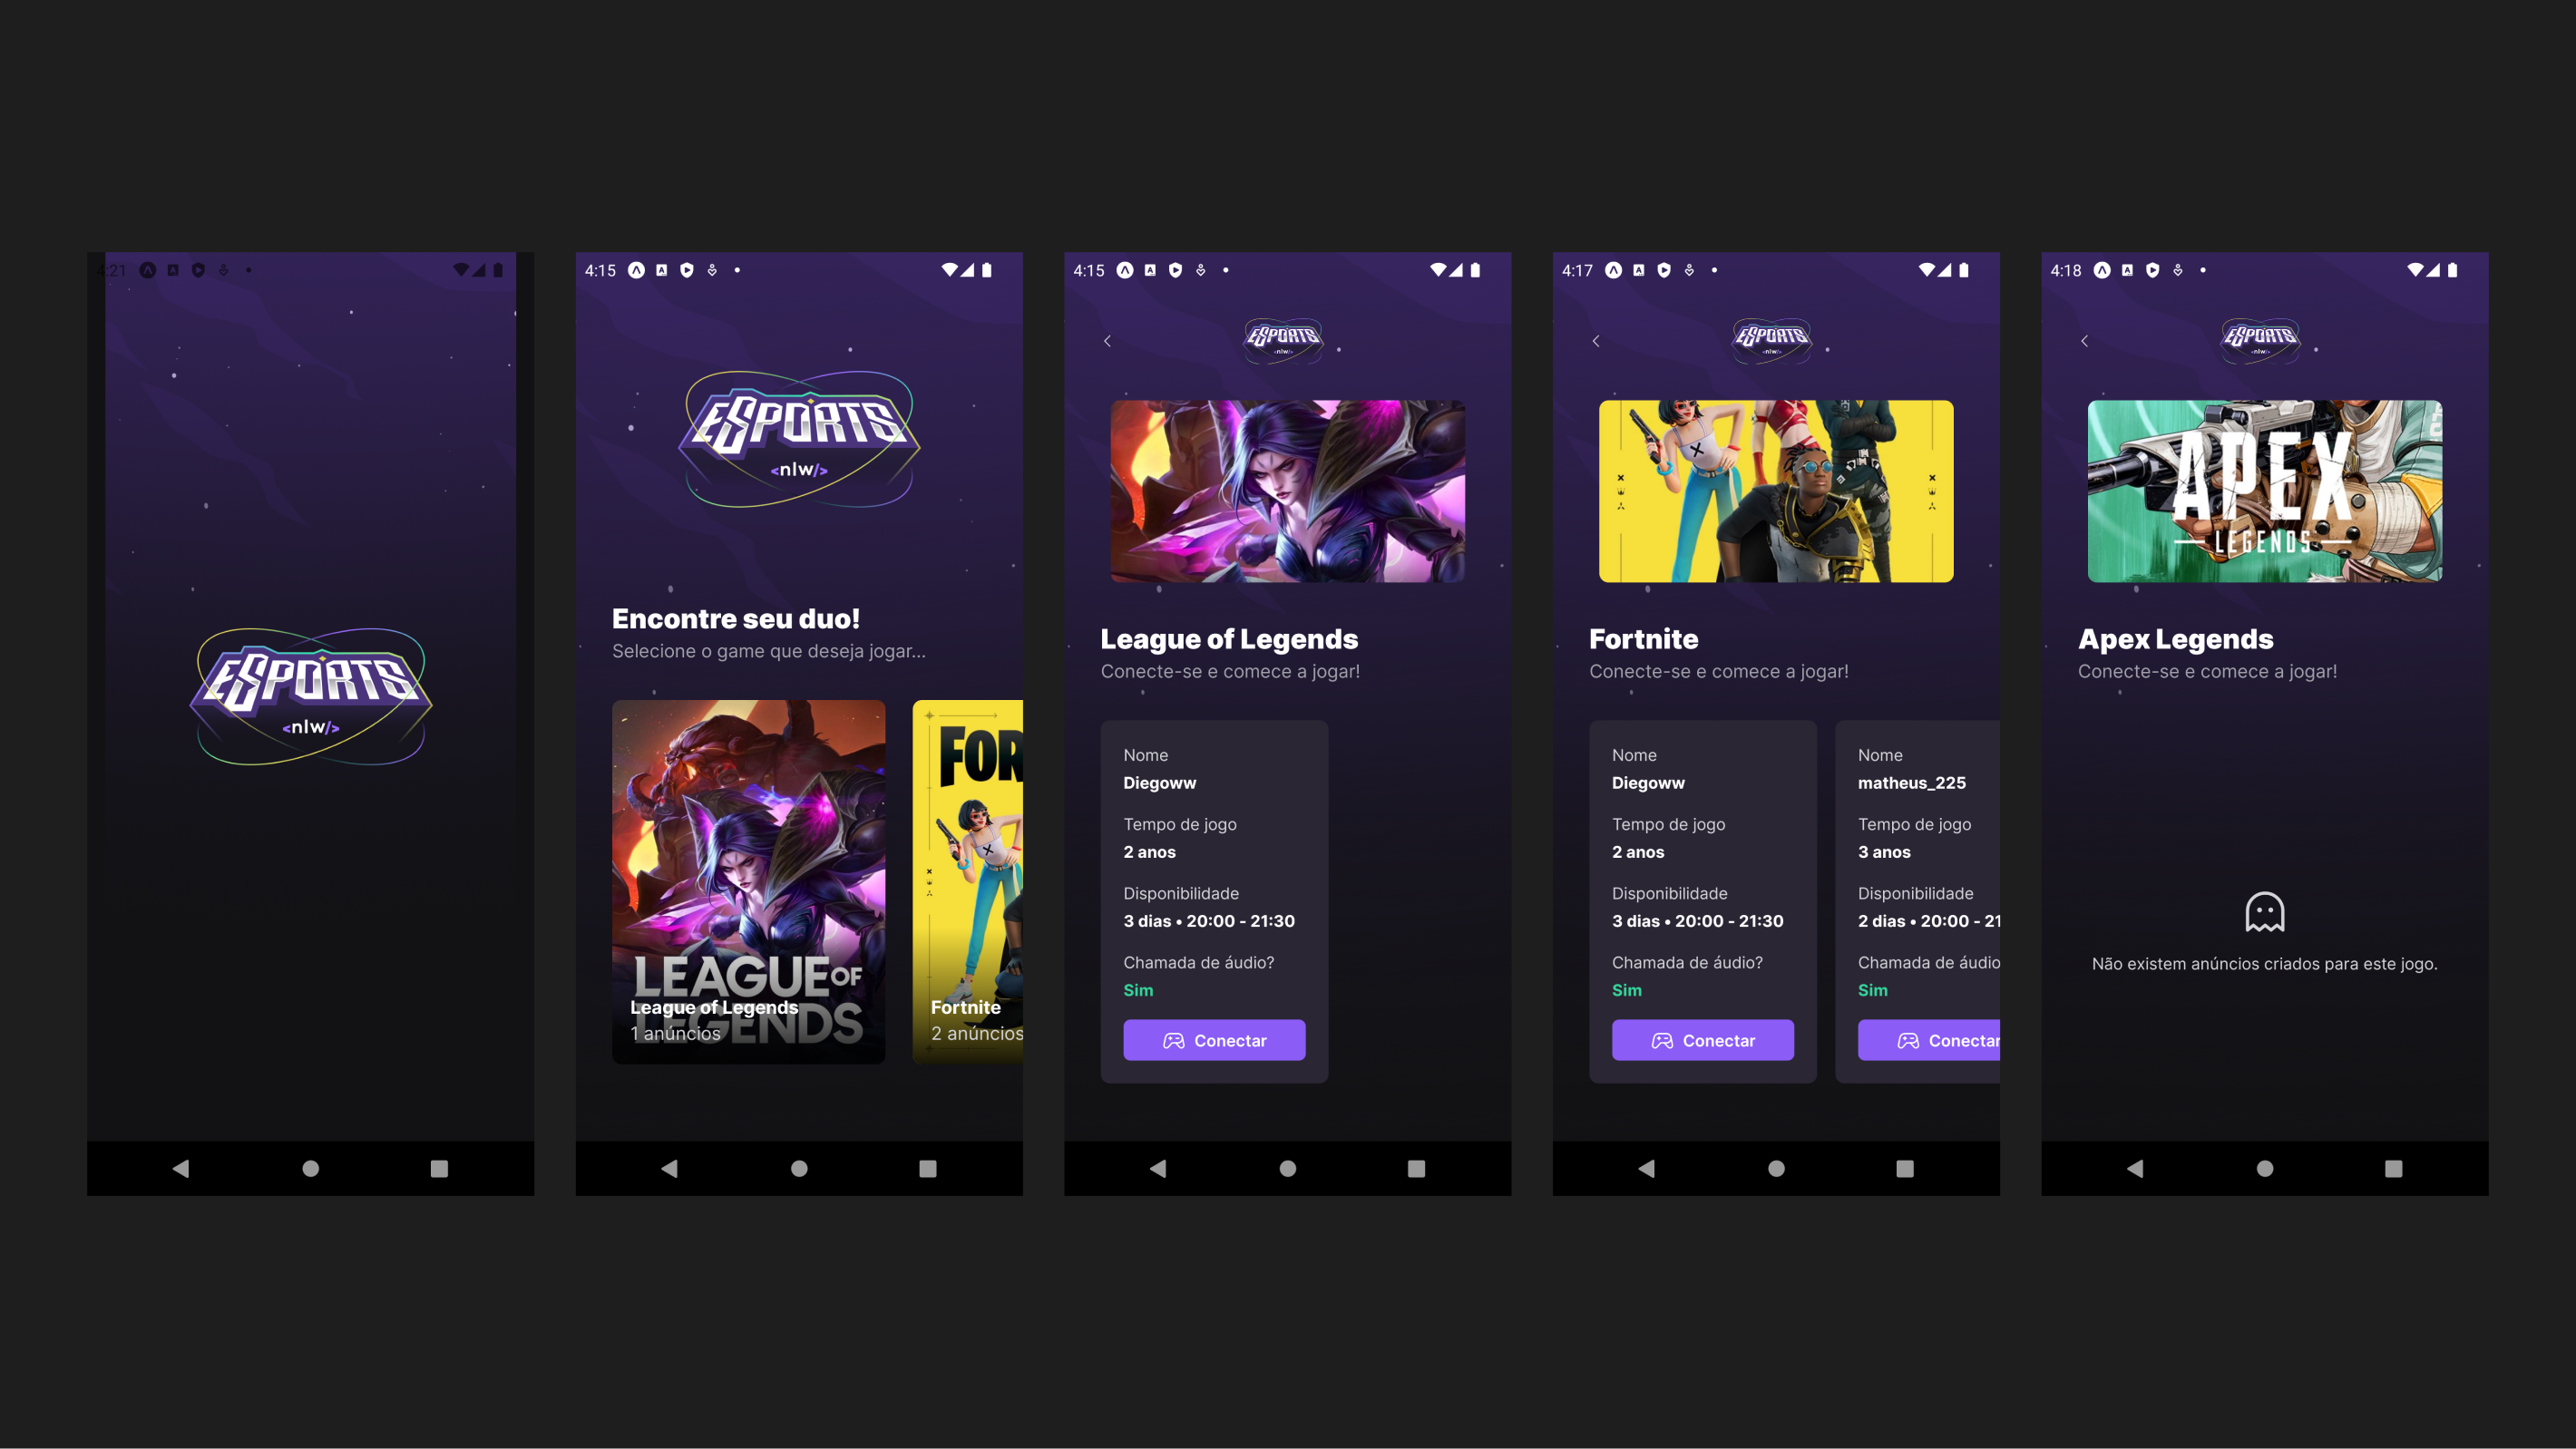 4:21
ESPORTS
<nlw/>
4:15
ESPORTS
<nlw/>
Encontre seu duo!
Selecione o game que deseja jogar...
LEAGUE OF
LEGENDS
League of Legends
1 anúncios
FOR
Fortnite
2 anúncios
4:15
ESPORTS
<nlw/>
League of Legends
Conecte-se e comece a jogar!
Nome
Diegoww
Tempo de jogo
2 anos
Disponibilidade
3 dias • 20:00 - 21:30
Chamada de áudio?
Sim
Conectar
4:17
ESPORTS
<nlw/>
Fortnite
Conecte-se e comece a jogar!
Nome
Diegoww
Tempo de jogo
2 anos
Disponibilidade
3 dias • 20:00 - 21:30
Chamada de áudio?
Sim
Conectar
Nome
matheus_225
Tempo de jogo
3 anos
Disponibilidade
2 dias • 20:00 - 21
Chamada de áudio
Sim
Conectar
4:18
ESPORTS
<nlw/>
APEX
LEGENDS
Apex Legends
Conecte-se e comece a jogar!
Não existem anúncios criados para este jogo.